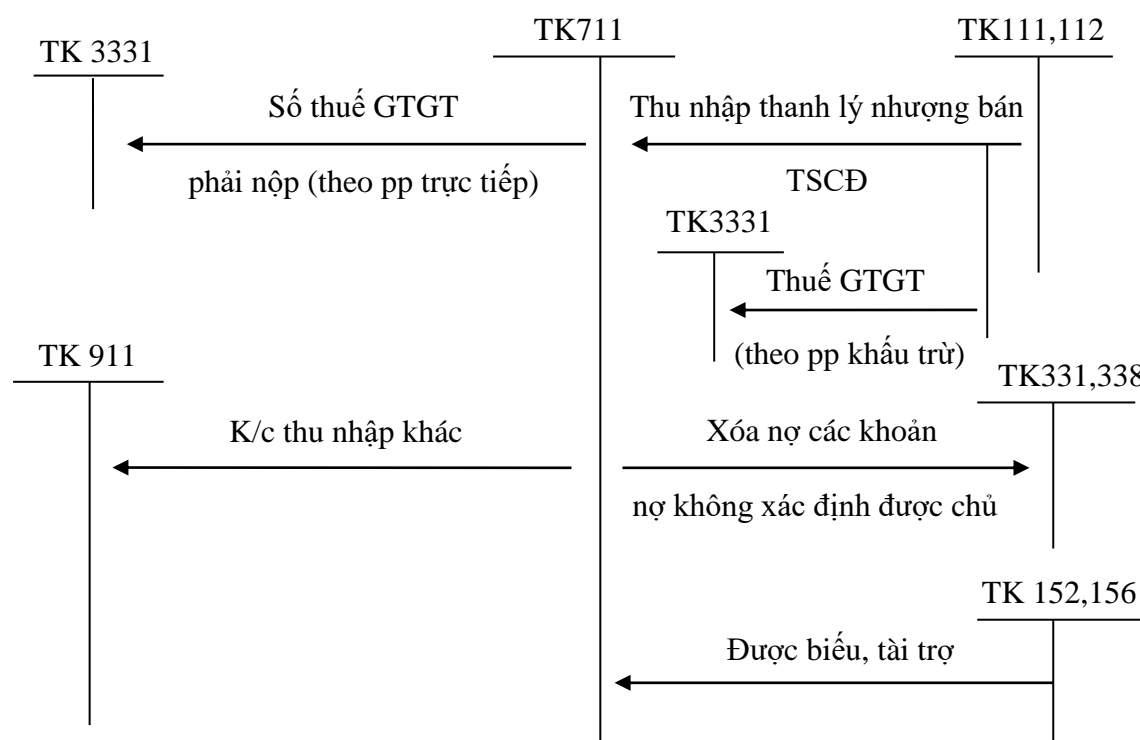 TK 3331
TK711
TK111,112
Số thuế GTGT
phải nộp (theo pp trực tiếp)
Thu nhập thanh lý nhượng bán
TSCĐ
TK3331
Thuế GTGT
(theo pp khấu trừ)
TK 911
TK331,338
K/c thu nhập khác
Xóa nợ các khoản
nợ không xác định được chủ
TK 152,156
Được biếu, tài trợ